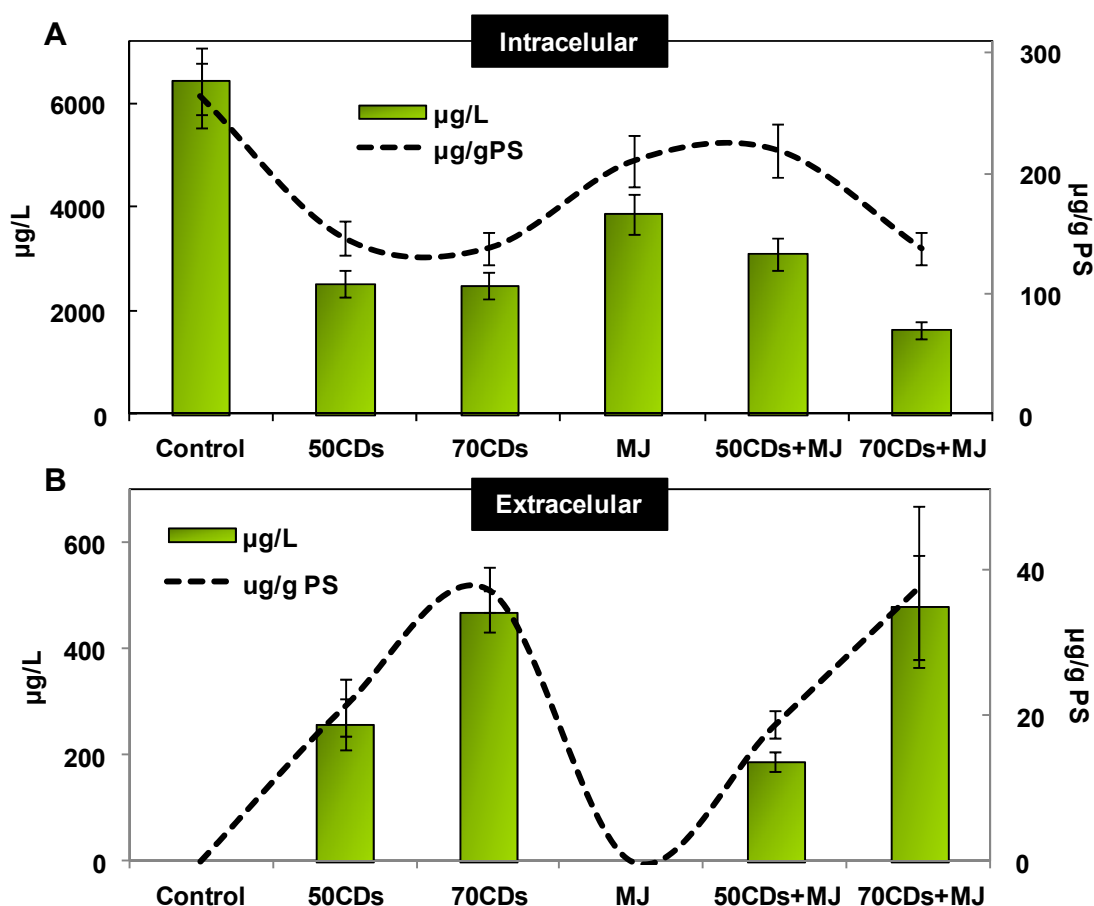 A
Intracelular
µg/L
µg/gPS
6000
4000
2000
0
µg/L
300
200
100
0
µg/g PS
Control 50CDs 70CDs MJ 50CDs+MJ 70CDs+MJ
B
Extracelular
µg/L
ug/g PS
600
400
200
0
µg/L
40
20
0
µg/g PS
Control 50CDs 70CDs MJ 50CDs+MJ 70CDs+MJ